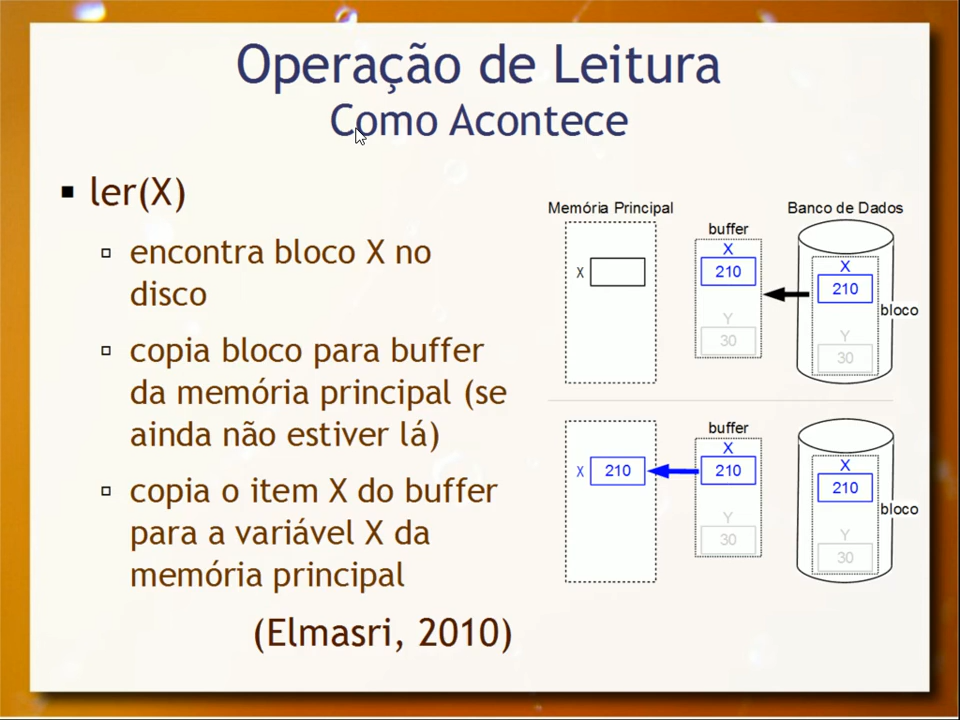 Operação de Leitura
Como Acontece
ler(X)
encontra bloco X no
disco
copia bloco para buffer
da memória principal (se
ainda não estiver lá)
copia o item X do buffer
para a variável X da
memória principal
(Elmasri, 2010)
Memória Principal
Banco de Dados
buffer
X
X
210
X
210
bloco
Y
30
Y
30
buffer
X
210
X
210
X
210
bloco
Y
30
Y
30